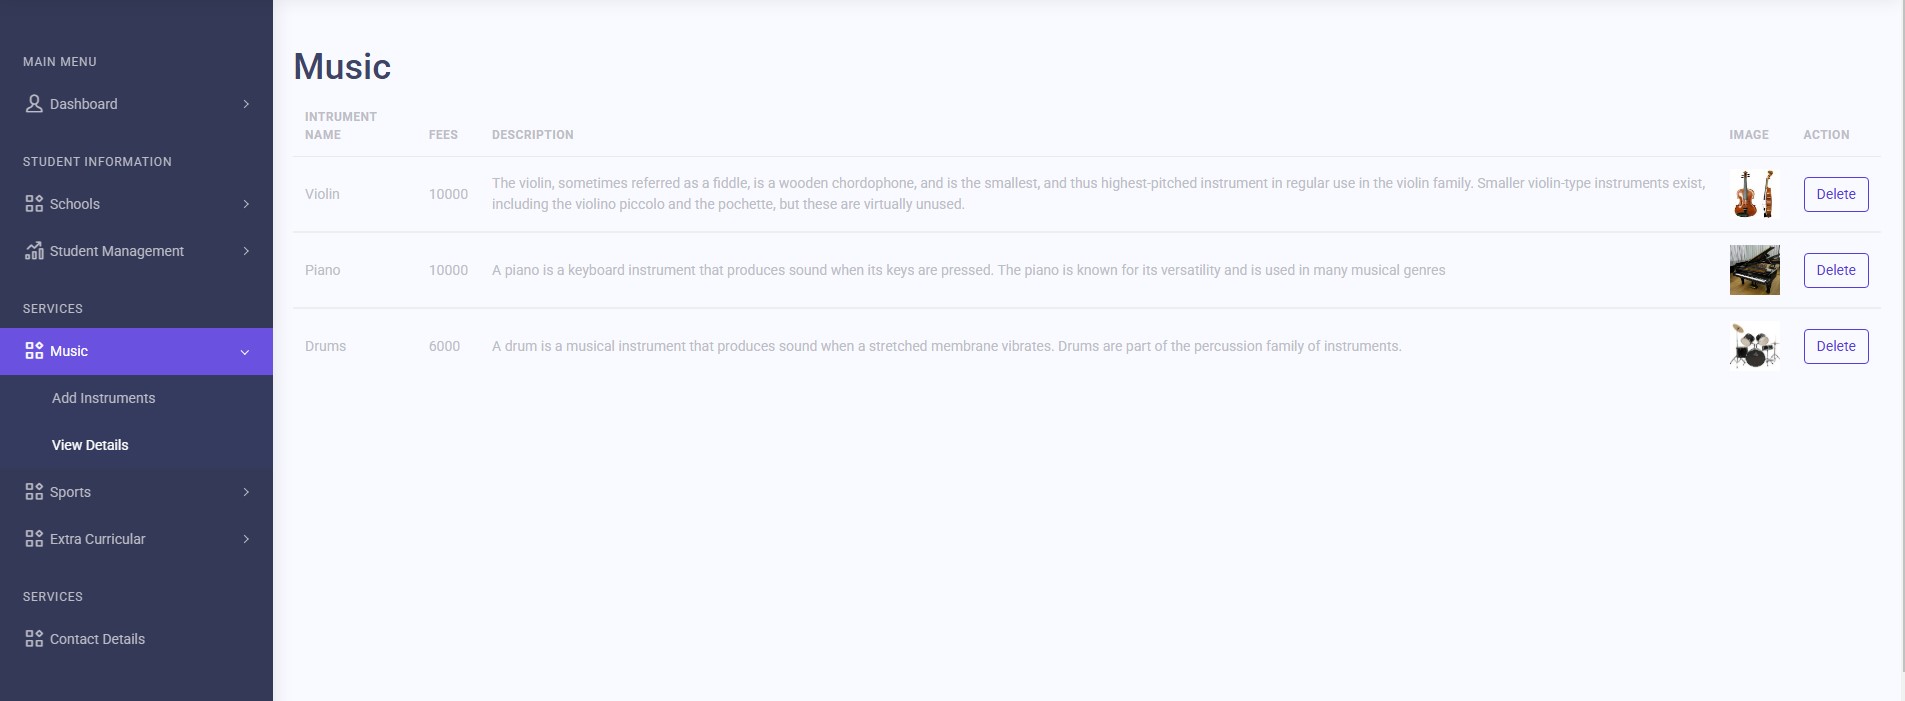 MAIN MENU
Dashboard
STUDENT INFORMATION
Schools
Student Management
SERVICES
Music
Add Instruments
View Details
Sports
Extra Curricular
SERVICES
Contact Details
Music
INTRUMENT
NAME FEES DESCRIPTION IMAGE ACTION
Violin 10000 The violin, sometimes referred as a fiddle, is a wooden chordophone, and is the smallest, and thus highest-pitched instrument in regular use in the violin family. Smaller violin-type instruments exist,
including the violino piccolo and the pochette, but these are virtually unused. Delete
Piano 10000 A piano is a keyboard instrument that produces sound when its keys are pressed. The piano is known for its versatility and is used in many musical genres Delete
Drums 6000 A drum is a musical instrument that produces sound when a stretched membrane vibrates. Drums are part of the percussion family of instruments. Delete